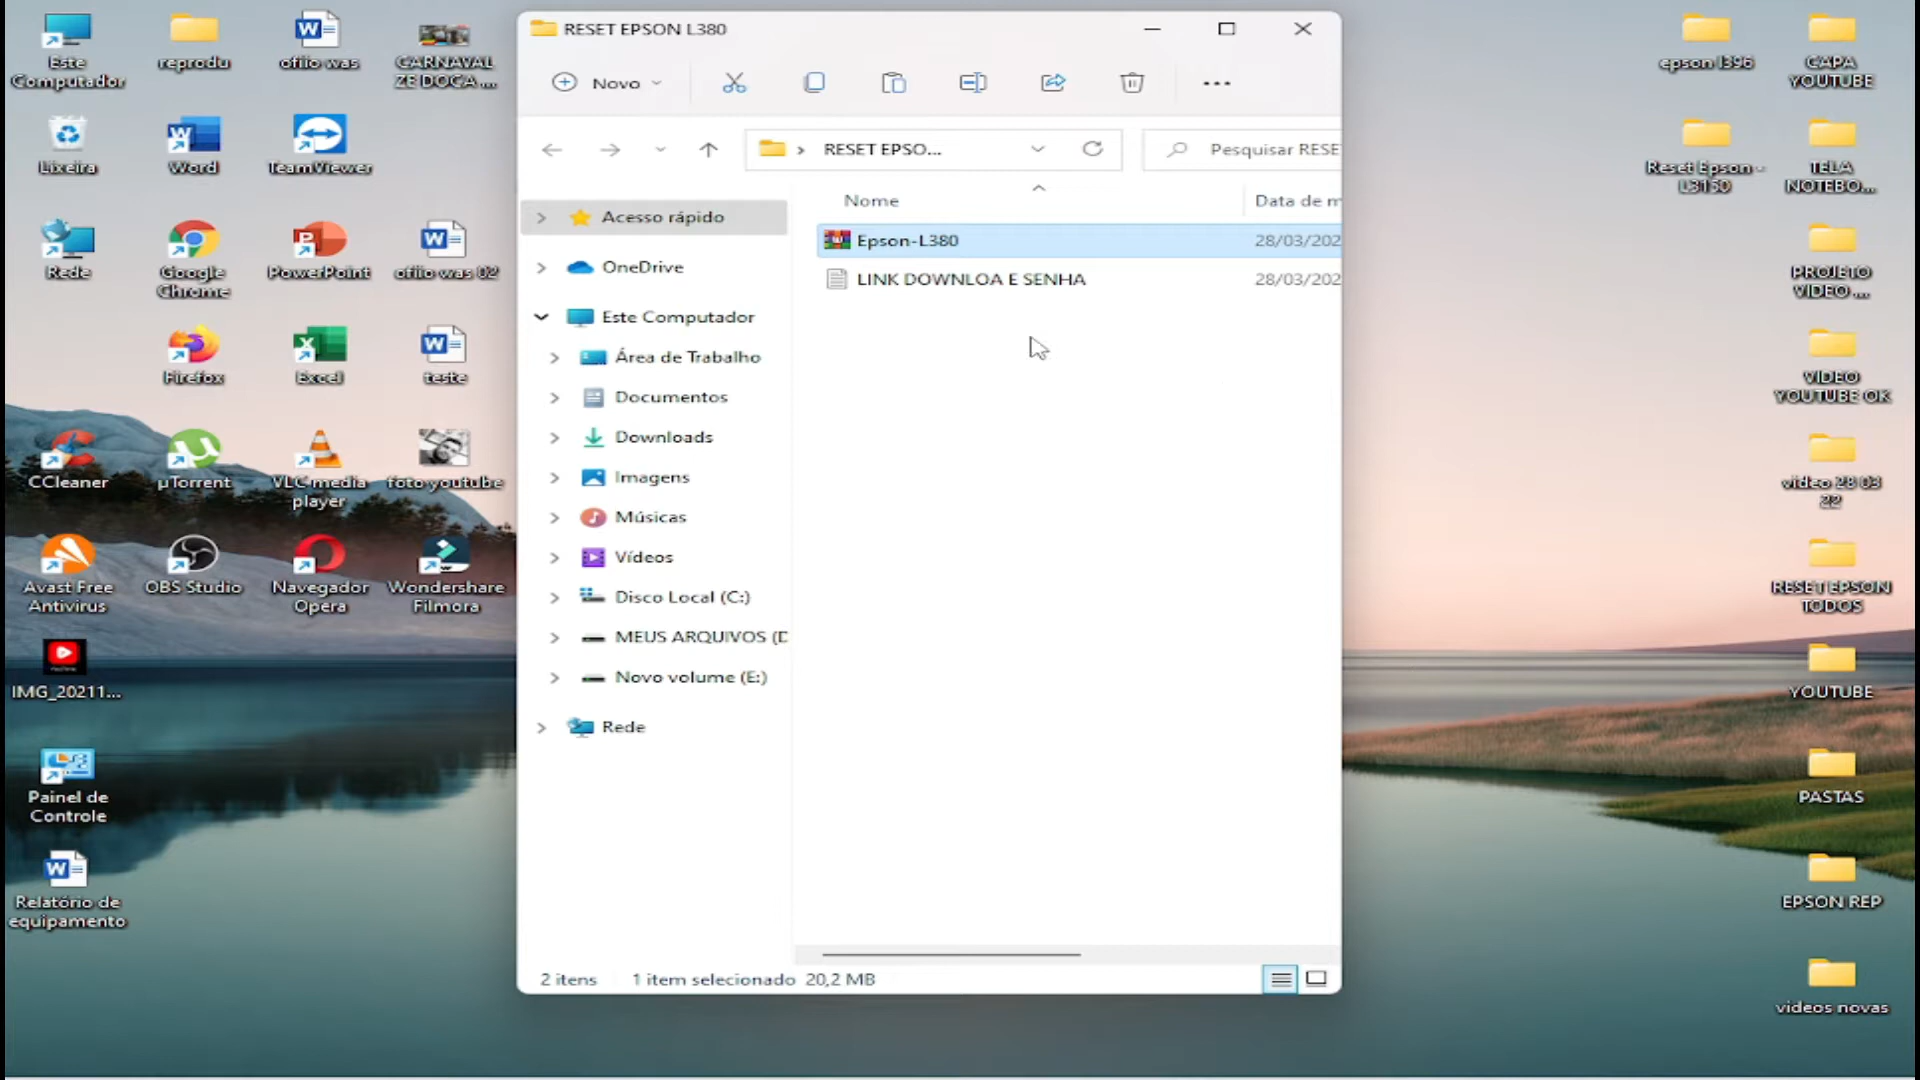 Este
Computador
reprodu
ofiio was
CARNAVAL
ZE DOCA ....
Lixeira
Word
TeamViewer
Rede
Google
Chrome
PowerPoint
ofiio was 02
Firefox
Excel
teste
CCleaner
µTorrent
VLC media
player
foto youtube
Avast Free
Antivirus
OBS Studio
Navegador
Opera
Wondershare
Filmora
IMG_20211...
Painel de
Controle
Relatório de
equipamento
RESET EPSON L380
Novo
RESET EPSO...
Pesquisar RESE
Nome
Data de m
Acesso rápido
OneDrive
Este Computador
Área de Trabalho
Documentos
Downloads
Imagens
Músicas
Vídeos
Disco Local (C:)
MEUS ARQUIVOS (D
Novo volume (E:)
Rede
Epson-L380
28/03/202
LINK DOWNLOA E SENHA
28/03/202
2 itens
1 item selecionado 20,2 MB
epson l396
CAPA
YOUTUBE
Reset Epson -
L3150
TELA
NOTEBO...
PROJETO
VIDEO ...
VIDEO
YOUTUBE OK
video 28 03
22
RESET EPSON
TODOS
YOUTUBE
PASTAS
EPSON REP
videos novas